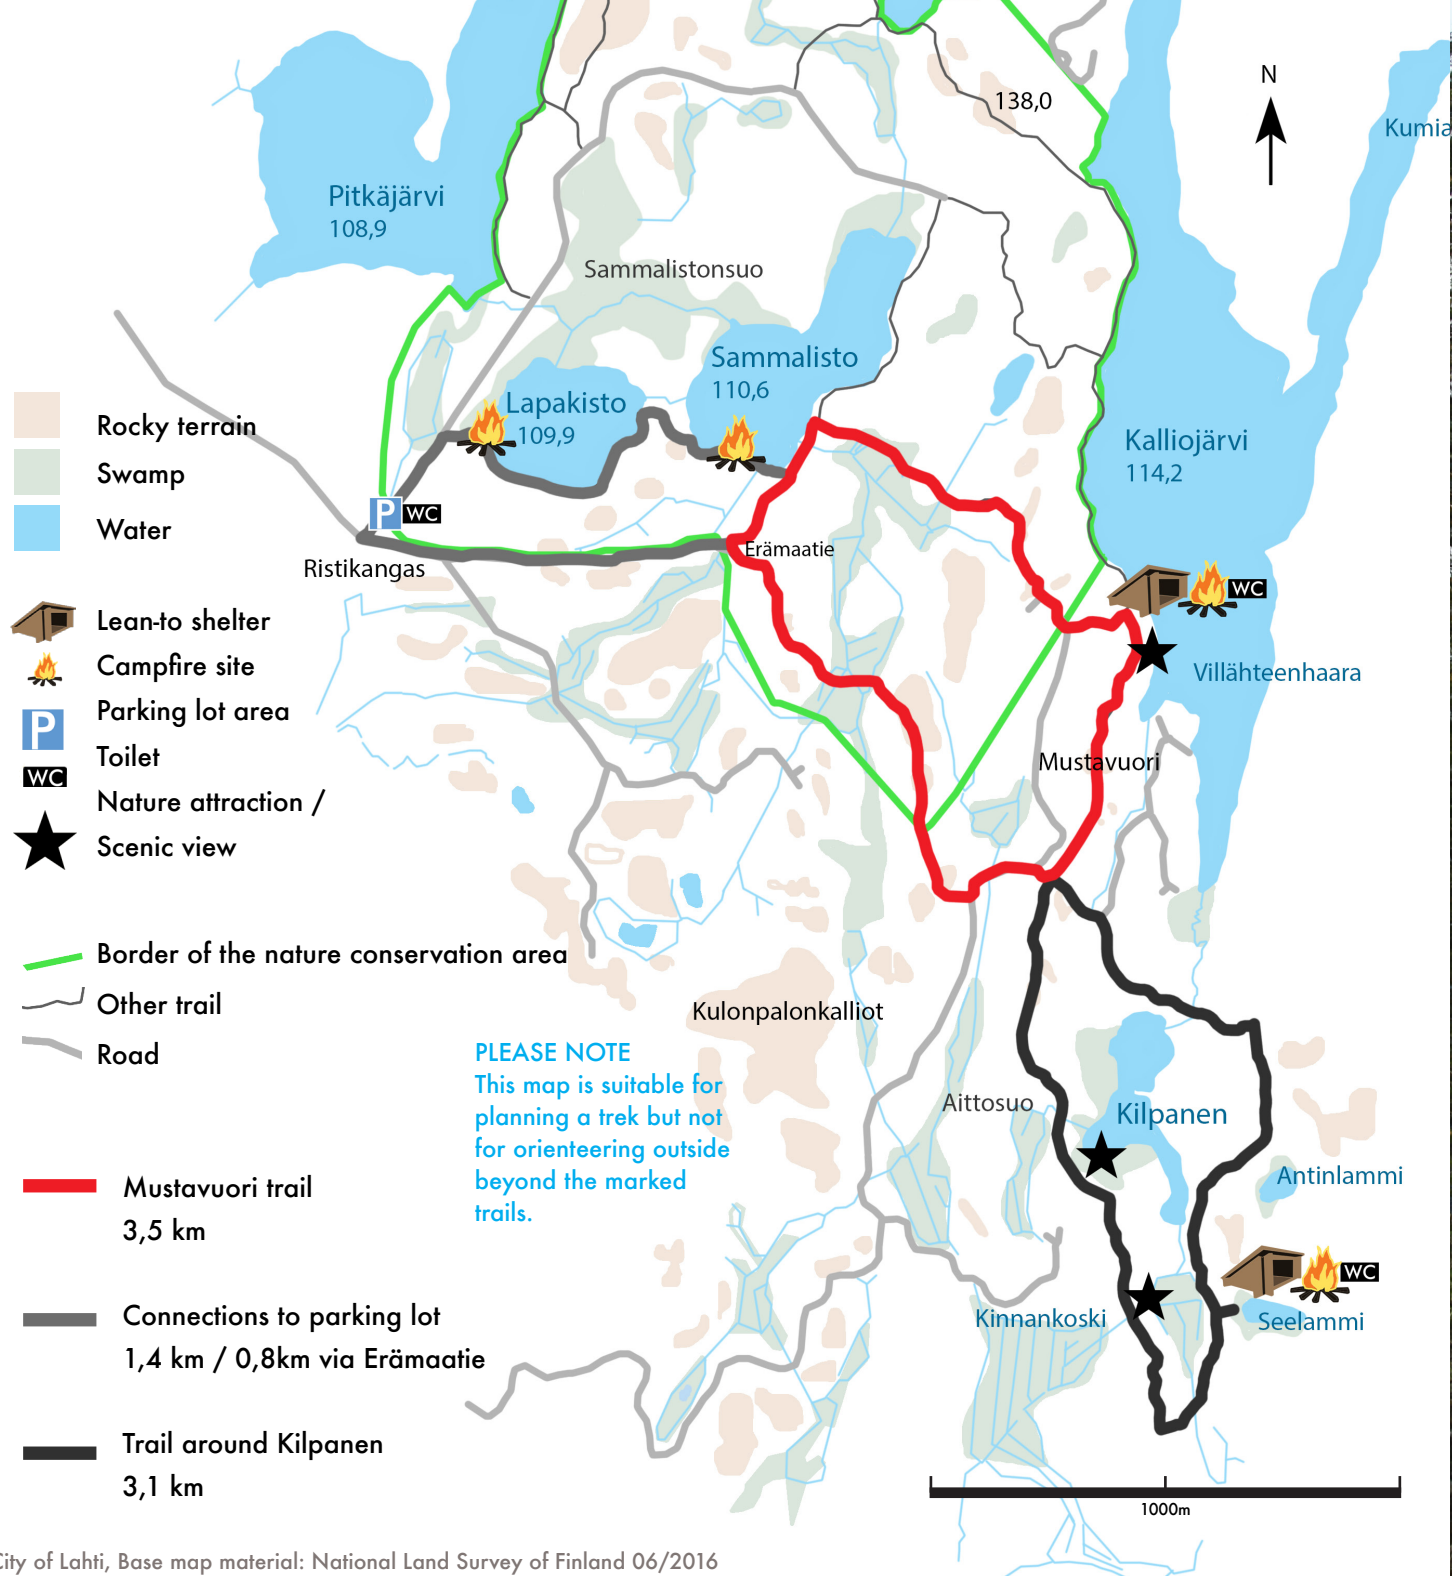 N
138,0
Kumia
Pitkäjärvi
108,9
Sammalistonsuo
Sammalisto
110,6
Lapakisto
109,9
Kalliojärvi
114,2
P
WC
Ristikangas
Erämaatie
WC
Villähteenhaara
Mustavuori
Kulonpalonkalliot
Aittosuo
Kilpanen
Antinlammi
WC
Kinnankoski
Seelammi
Rocky terrain
Swamp
Water
Lean-to shelter
Campfire site
P
Parking lot area
Toilet
WC
Nature attraction /
Scenic view
Border of the nature conservation area
Other trail
Road
PLEASE NOTE
This map is suitable for
planning a trek but not
for orienteering outside
beyond the marked
trails.
Mustavuori trail
3,5 km
Connections to parking lot
1,4 km / 0,8km via Erämaatie
Trail around Kilpanen
3,1 km
1000m
City of Lahti, Base map material: National Land Survey of Finland 06/2016